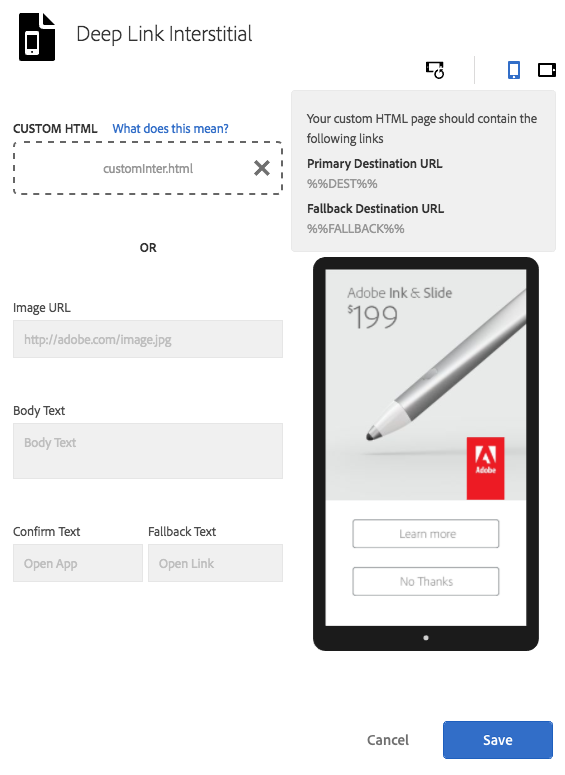 Deep Link Interstitial
CUSTOM HTML What does this mean?
customInter.html
OR
Image URL
http://adobe.com/image.jpg
Body Text
Body Text
Confirm Text Fallback Text
Open App Open Link
Your custom HTML page should contain the
following links
Primary Destination URL
%%DEST%%
Fallback Destination URL
%%FALLBACK%%
Adobe Ink & Slide
$199
Adobe
Learn more
No Thanks
Cancel Save